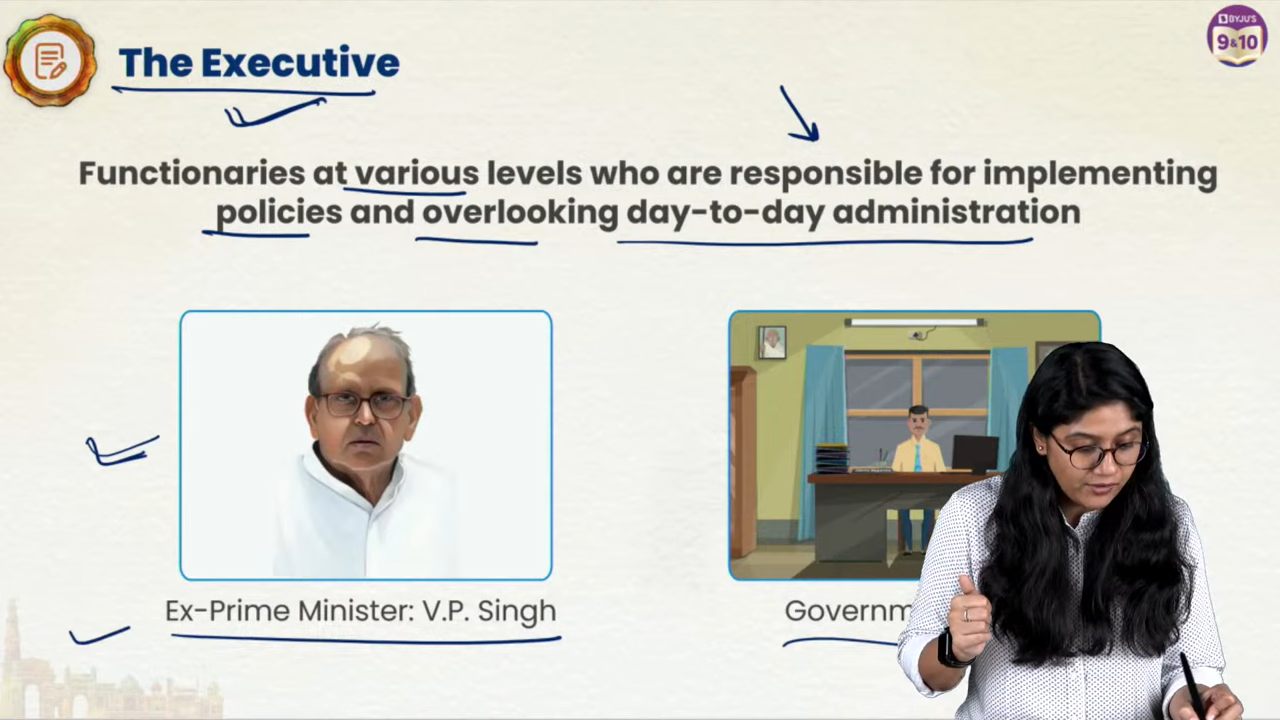 The Executive
BYJU'S
9&10
Functionaries at various levels who are responsible for implementing
policies and overlooking day-to-day administration
Ex-Prime Minister: V.P. Singh